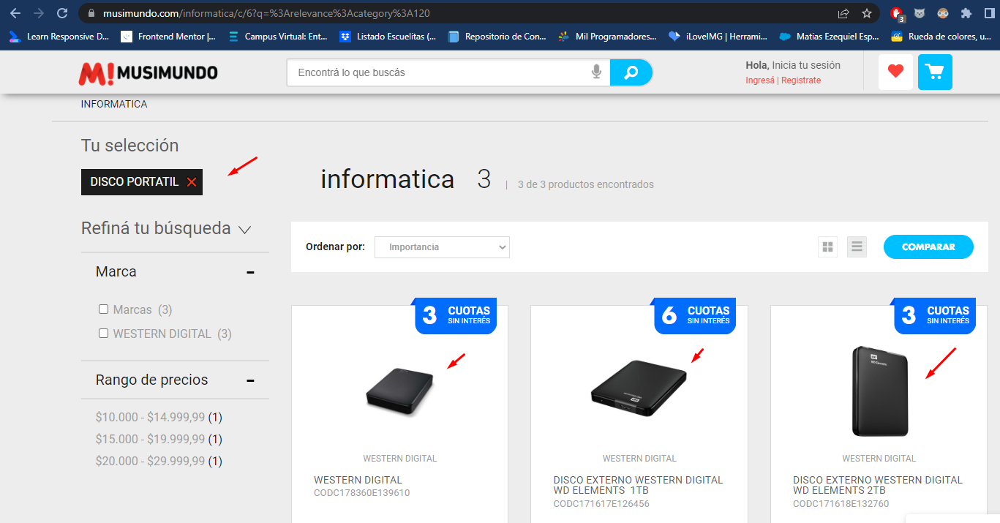 musimundo.com/informatica/c/6?q=%3Arelevance%3Acategory%3A120
3
Learn Responsive D...
Frontend Mentor |...
Campus Virtual: Ent...
Listado Escuelitas (...
Repositorio de Con...
Mil Programadores...
iLoveIMG | Herrami...
Matias Ezequiel Esp...
Rueda de colores, u...
M! MUSIMUNDO
Encontrá lo que buscás
Hola, Inicia tu sesión
Ingresá | Registrate
INFORMATICA
Tu selección
DISCO PORTATIL
informatica 3 | 3 de 3 productos encontrados
Refiná tu búsqueda
Ordenar por:
Importancia
COMPARAR
Marca
Marcas (3)
WESTERN DIGITAL (3)
Rango de precios
$10.000 - $14.999,99 (1)
$15.000 - $19.999,99 (1)
$20.000 - $29.999,99 (1)
3 CUOTAS
SIN INTERÉS
WESTERN DIGITAL
WESTERN DIGITAL
CODC178360E139610
6 CUOTAS
SIN INTERÉS
WESTERN DIGITAL
DISCO EXTERNO WESTERN DIGITAL
WD ELEMENTS 1TB
CODC171617E126456
3 CUOTAS
SIN INTERÉS
WESTERN DIGITAL
DISCO EXTERNO WESTERN DIGITAL
WD ELEMENTS 2TB
CODC171618E132760